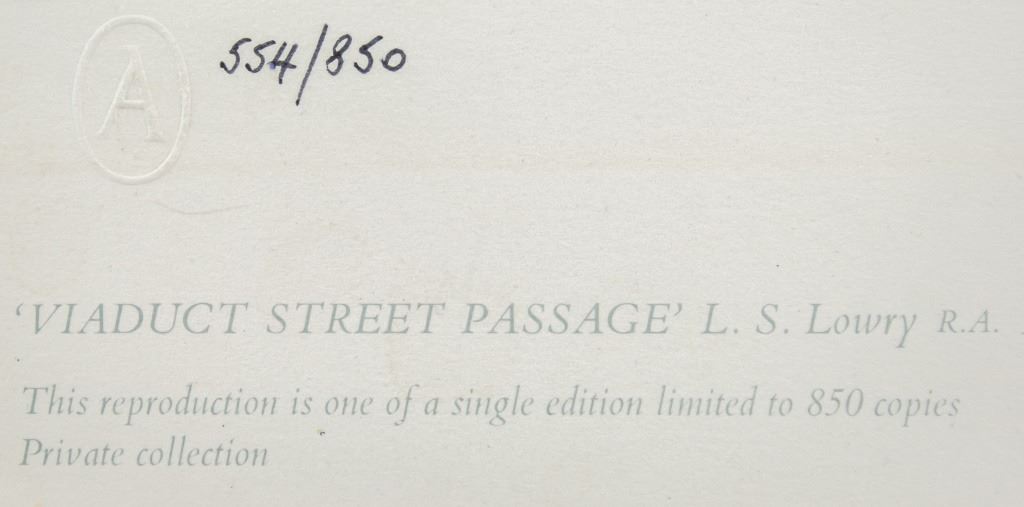 A
554/850
‘VIADUCT STREET PASSAGE’ L. S. Lowry R.A.
This reproduction is one of a single edition limited to 850 copies
Private collection